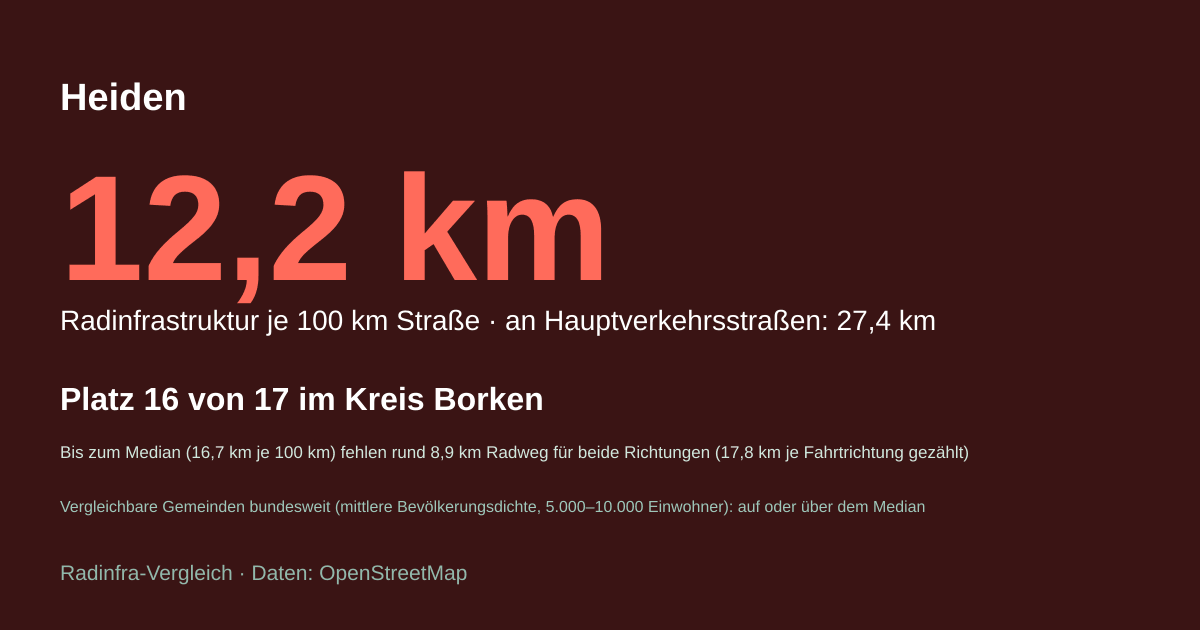 Heiden
12,2 km
Radinfrastruktur je 100 km Straße · an Hauptverkehrsstraßen: 27,4 km
Platz 16 von 17 im Kreis Borken
Bis zum Median (16,7 km je 100 km) fehlen rund 8,9 km Radweg für beide Richtungen (17,8 km je Fahrtrichtung gezählt)
Vergleichbare Gemeinden bundesweit (mittlere Bevölkerungsdichte, 5.000–10.000 Einwohner): auf oder über dem Median
Radinfra-Vergleich · Daten: OpenStreetMap